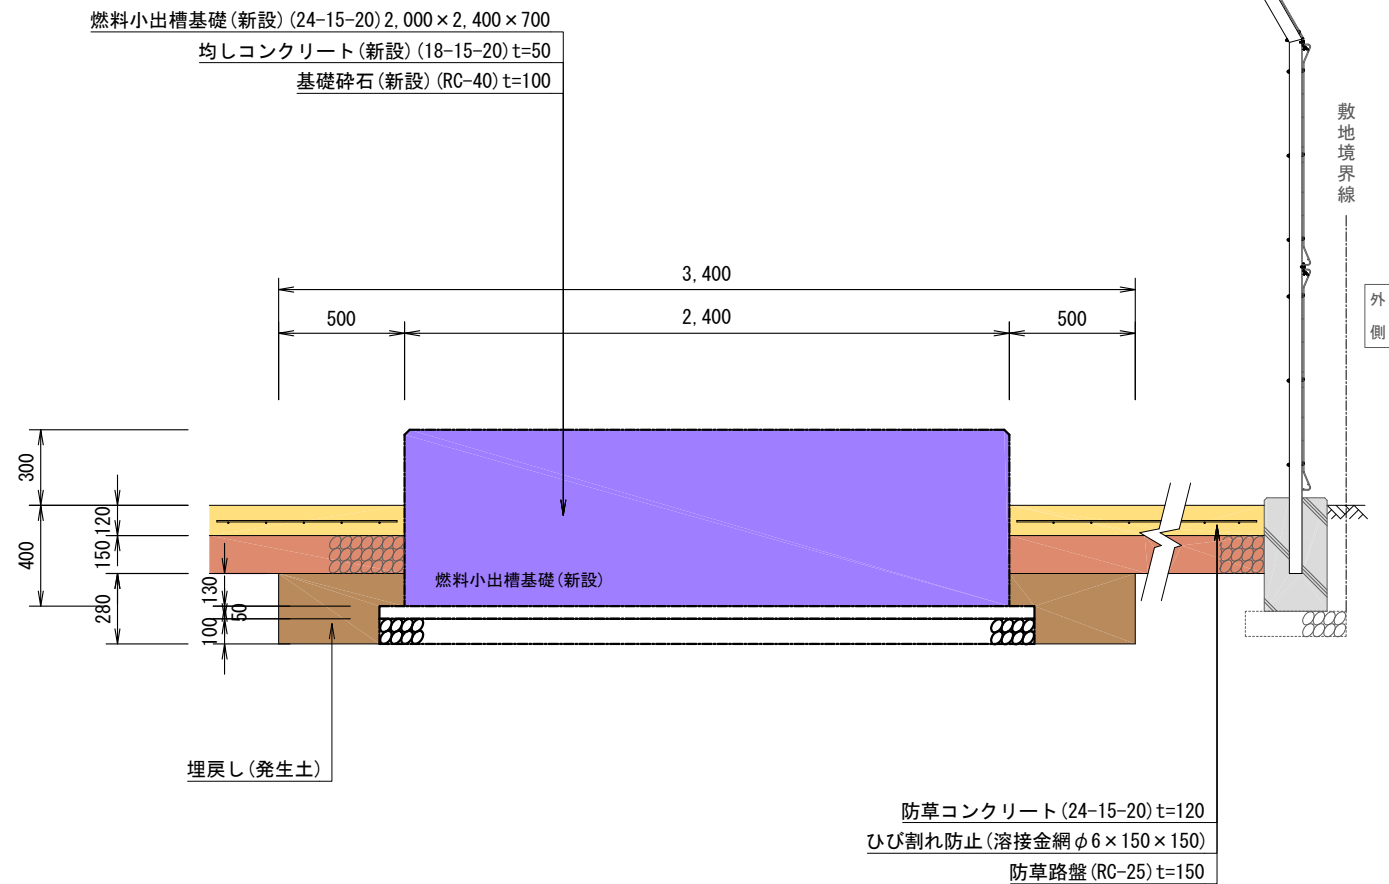 燃料小出槽基礎(新設)(24-15-20)2,000×2,400×700
均しコンクリート(新設)(18-15-20)t=50
基礎砕石(新設)(RC-40)t=100
敷地境界線
外側
3,400
500
2,400
500
300
400
120
150
280
130
50
100
燃料小出槽基礎(新設)
埋戻し(発生土)
防草コンクリート(24-15-20)t=120
ひび割れ防止(溶接金網φ6×150×150)
防草路盤(RC-25)t=150